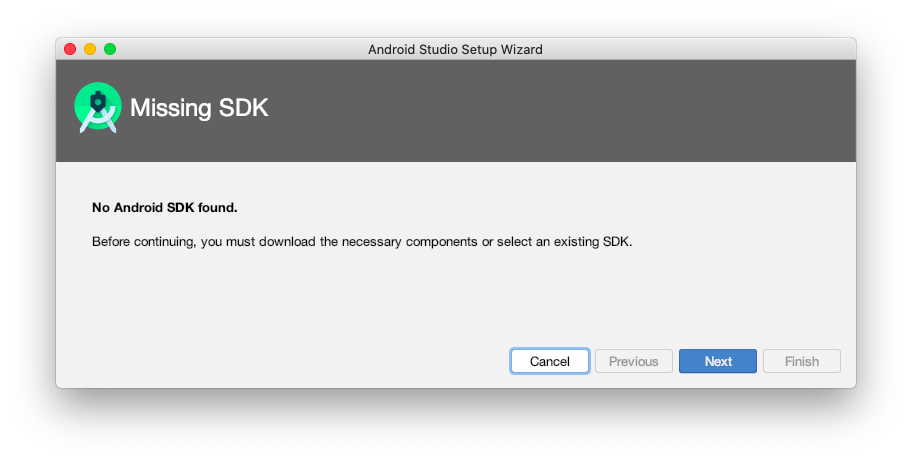 Android Studio Setup Wizard
Missing SDK
No Android SDK found.
Before continuing, you must download the necessary components or select an existing SDK.
Cancel Previous Next Finish